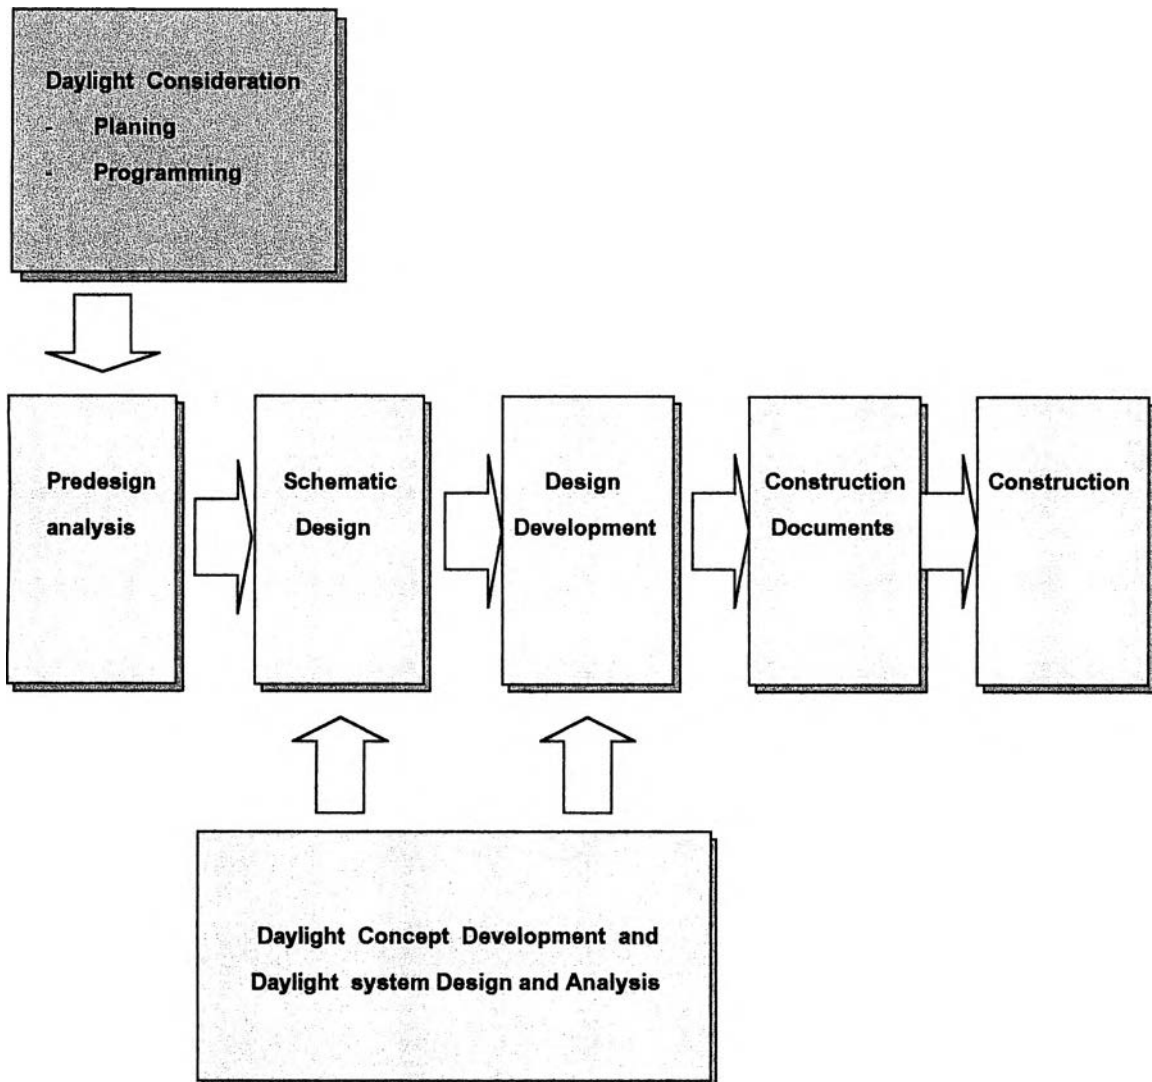 Daylight Consideration
- Planing
- Programming
Predesign
analysis
Schematic
Design
Design
Development
Construction
Documents
Construction
Daylight Concept Development and
Daylight system Design and Analysis